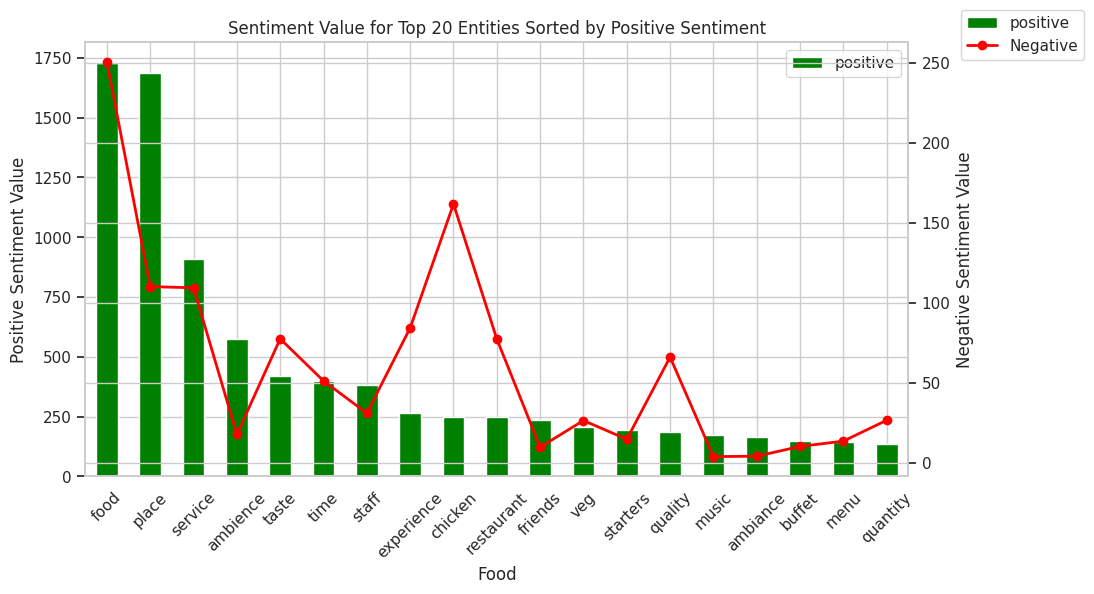 Sentiment Value for Top 20 Entities Sorted by Positive Sentiment
positive
Negative
positive
Positive Sentiment Value
1750
1500
1250
1000
750
500
250
0
250
200
150
100
50
0
Negative Sentiment Value
food
place
service
ambience
taste
time
staff
experience
chicken
restaurant
friends
veg
starters
quality
music
ambiance
buffet
menu
quantity
Food